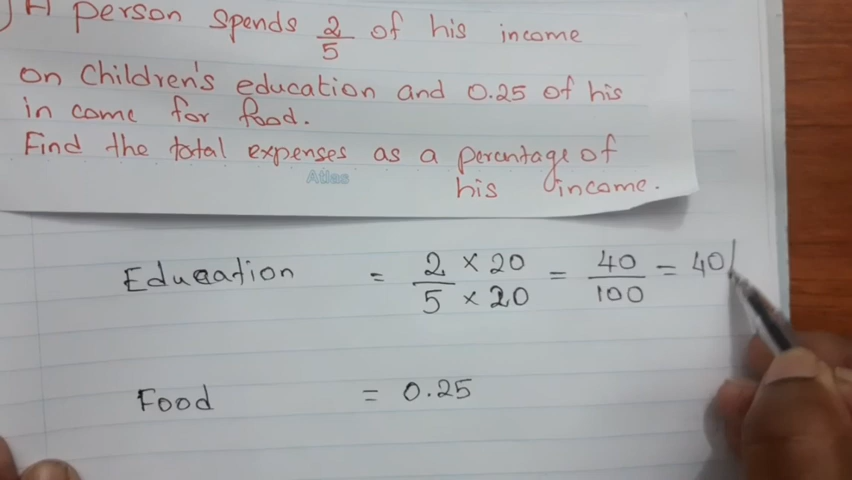 A person spends 2/5 of his income
on Children's education and 0.25 of his
in come for food.
Find the total expenses as a percentage of
his income.
Atlas
Education = 2 × 20 / 5 × 20 = 40 / 100 = 40
Food = 0.25